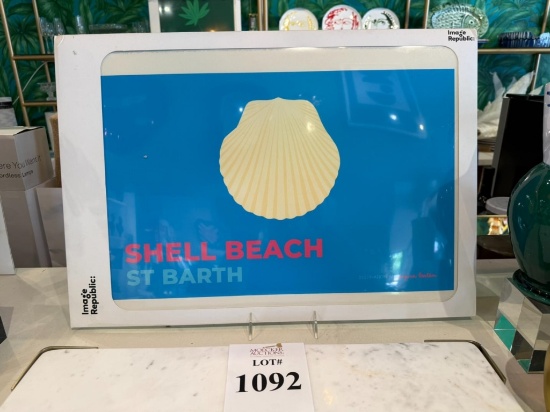 Image
Republic:
SHELL BEACH
ST BARTH
Image
Republic:
LOT#
1092